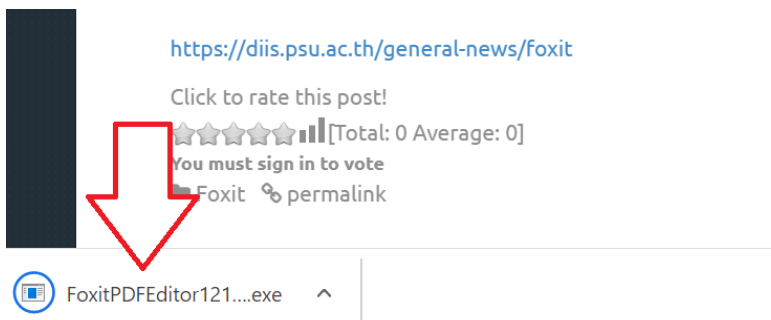 https://diis.psu.ac.th/general-news/foxit
Click to rate this post!
[Total: 0 Average: 0]
You must sign in to vote
Foxit permalink
FoxitPDFEditor121....exe